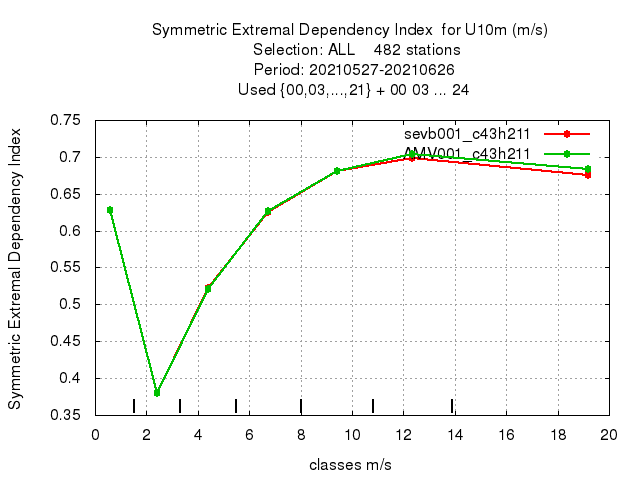 Symmetric Extremal Dependency Index  for U10m (m/s)
Selection: ALL    482 stations
Period: 20210527-20210626
Used {00,03,...,21} + 00 03 ... 24
sevb001_c43h211
AMV001_c43h211
Symmetric Extremal Dependency Index
0.75
0.7
0.65
0.6
0.55
0.5
0.45
0.4
0.35
0 2 4 6 8 10 12 14 16 18 20
classes m/s